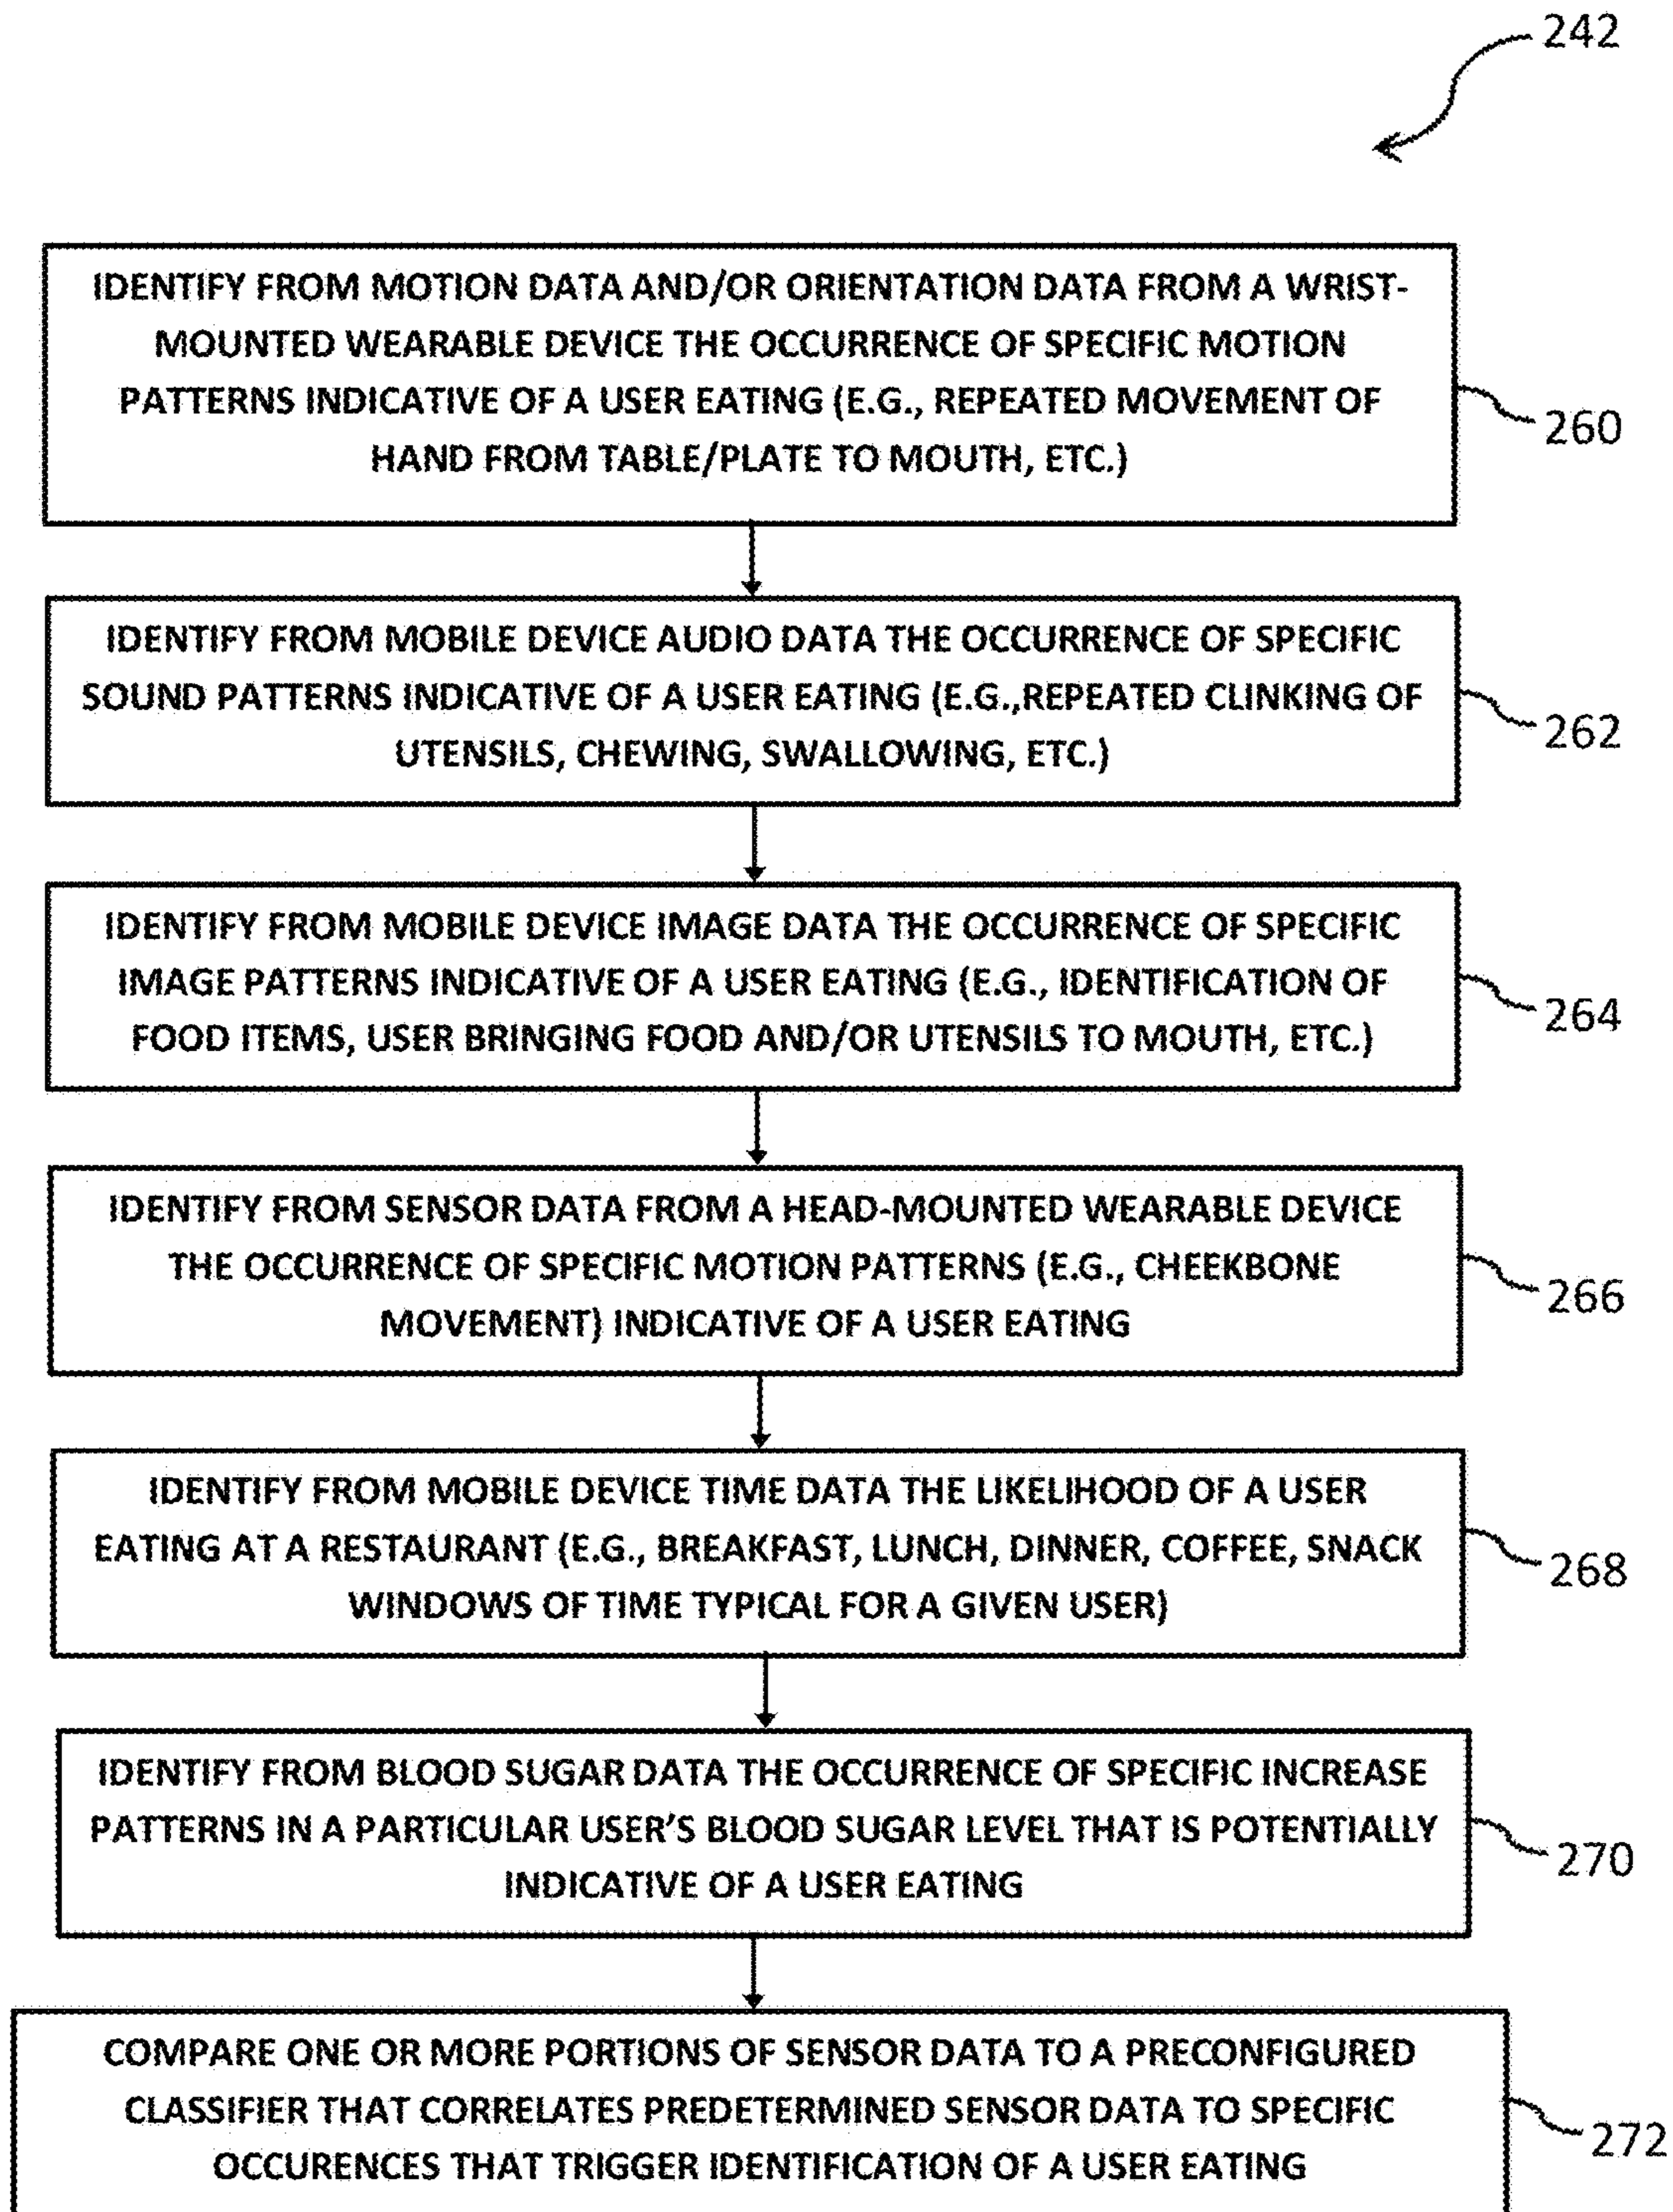 242
IDENTIFY FROM MOTION DATA AND/OR ORIENTATION DATA FROM A WRIST-
MOUNTED WEARABLE DEVICE THE OCCURRENCE OF SPECIFIC MOTION
PATTERNS INDICATIVE OF A USER EATING (E.G., REPEATED MOVEMENT OF
HAND FROM TABLE/PLATE TO MOUTH, ETC.)
260
IDENTIFY FROM MOBILE DEVICE AUDIO DATA THE OCCURRENCE OF SPECIFIC
SOUND PATTERNS INDICATIVE OF A USER EATING (E.G.,REPEATED CLINKING OF
UTENSILS, CHEWING, SWALLOWING, ETC.)
262
IDENTIFY FROM MOBILE DEVICE IMAGE DATA THE OCCURRENCE OF SPECIFIC
IMAGE PATTERNS INDICATIVE OF A USER EATING (E.G., IDENTIFICATION OF
FOOD ITEMS, USER BRINGING FOOD AND/OR UTENSILS TO MOUTH, ETC.)
264
IDENTIFY FROM SENSOR DATA FROM A HEAD-MOUNTED WEARABLE DEVICE
THE OCCURRENCE OF SPECIFIC MOTION PATTERNS (E.G., CHEEKBONE
MOVEMENT) INDICATIVE OF A USER EATING
266
IDENTIFY FROM MOBILE DEVICE TIME DATA THE LIKELIHOOD OF A USER
EATING AT A RESTAURANT (E.G., BREAKFAST, LUNCH, DINNER, COFFEE, SNACK
WINDOWS OF TIME TYPICAL FOR A GIVEN USER)
268
IDENTIFY FROM BLOOD SUGAR DATA THE OCCURRENCE OF SPECIFIC INCREASE
PATTERNS IN A PARTICULAR USER'S BLOOD SUGAR LEVEL THAT IS POTENTIALLY
INDICATIVE OF A USER EATING
270
COMPARE ONE OR MORE PORTIONS OF SENSOR DATA TO A PRECONFIGURED
CLASSIFIER THAT CORRELATES PREDETERMINED SENSOR DATA TO SPECIFIC
OCCURENCES THAT TRIGGER IDENTIFICATION OF A USER EATING
272